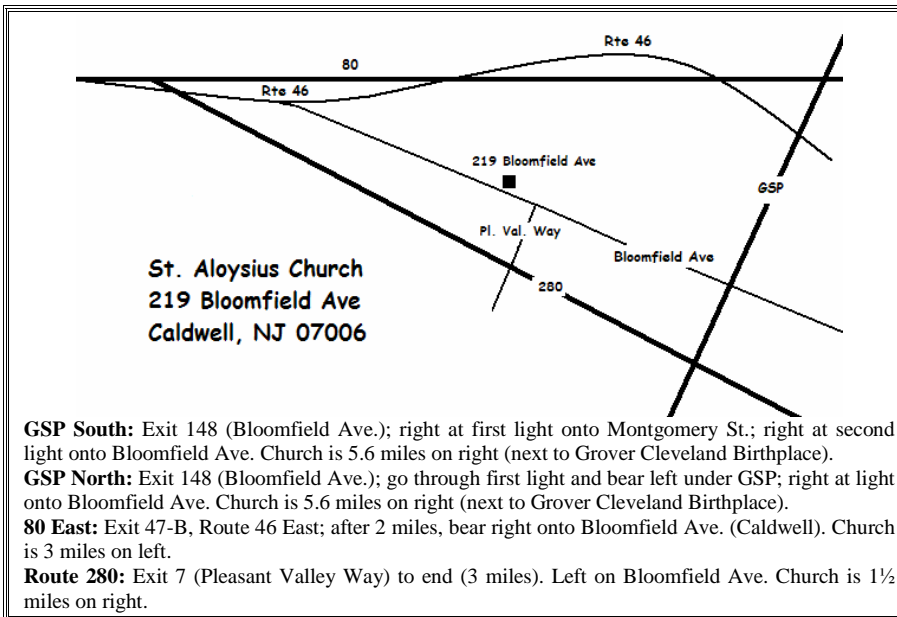 Rte 46
80
Rte 46
219 Bloomfield Ave
GSP
Pl. Val. Way
Bloomfield Ave
280
St. Aloysius Church
219 Bloomfield Ave
Caldwell, NJ 07006
GSP South: Exit 148 (Bloomfield Ave.); right at first light onto Montgomery St.; right at second
light onto Bloomfield Ave. Church is 5.6 miles on right (next to Grover Cleveland Birthplace).
GSP North: Exit 148 (Bloomfield Ave.); go through first light and bear left under GSP; right at light
onto Bloomfield Ave. Church is 5.6 miles on right (next to Grover Cleveland Birthplace).
80 East: Exit 47-B, Route 46 East; after 2 miles, bear right onto Bloomfield Ave. (Caldwell). Church
is 3 miles on left.
Route 280: Exit 7 (Pleasant Valley Way) to end (3 miles). Left on Bloomfield Ave. Church is 1½
miles on right.